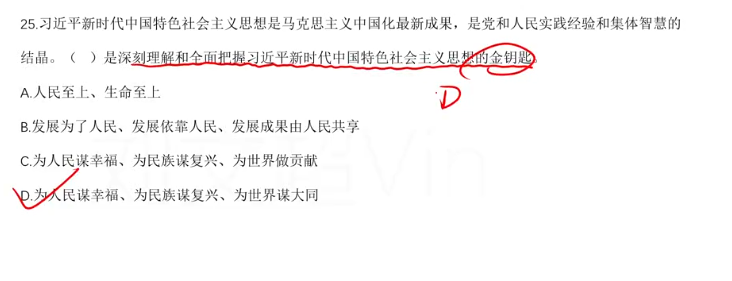 25.习近平新时代中国特色社会主义思想是马克思主义中国化最新成果，是党和人民实践经验和集体智慧的
结晶。（  ）是深刻理解和全面把握习近平新时代中国特色社会主义思想的金钥匙。
D
A.人民至上、生命至上
B.发展为了人民、发展依靠人民、发展成果由人民共享
C.为人民谋幸福、为民族谋复兴、为世界做贡献
D.为人民谋幸福、为民族谋复兴、为世界谋大同